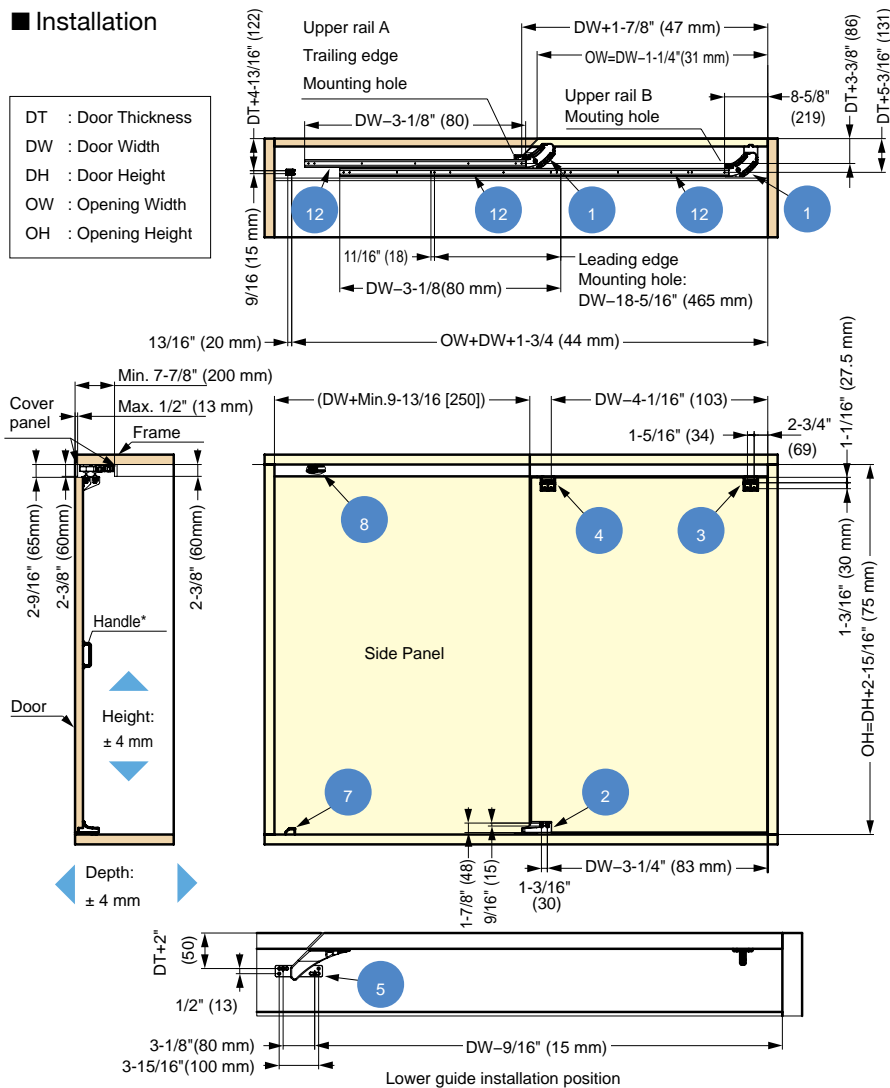 ■ Installation
DT : Door Thickness
DW : Door Width
DH : Door Height
OW : Opening Width
OH : Opening Height
Upper rail A
Trailing edge
Mounting hole
DW+1-7/8" (47 mm)
OW=DW-1-1/4"(31 mm)
Upper rail B
Mouting hole
8-5/8"
(219)
DT+3-3/8" (86)
DT+5-3/16" (131)
DT+4-13/16" (122)
DW−3-1/8" (80)
9/16 (15 mm)
12
12
1
12
1
11/16" (18)
Leading edge
Mounting hole:
DW−18-5/16" (465 mm)
DW−3-1/8(80 mm)
13/16" (20 mm)
OW+DW+1-3/4 (44 mm)
Min. 7-7/8" (200 mm)
Max. 1/2" (13 mm)
Cover
panel
Frame
2-9/16" (65mm)
2-3/8" (60mm)
2-3/8" (60mm)
Handle*
Door
Height:
± 4 mm
Depth:
± 4 mm
(DW+Min.9-13/16 [250])
DW−4-1/16" (103)
1-5/16" (34)
2-3/4"
(69)
1-1/16" (27.5 mm)
1-3/16" (30 mm)
OH=DH+2-15/16" (75 mm)
8
4
3
Side Panel
7
2
1-7/8" (48)
9/16" (15)
1-3/16"
(30)
DW−3-1/4" (83 mm)
DT+2"
(50)
5
1/2" (13)
3-1/8"(80 mm)
3-15/16"(100 mm)
DW−9/16" (15 mm)
Lower guide installation position